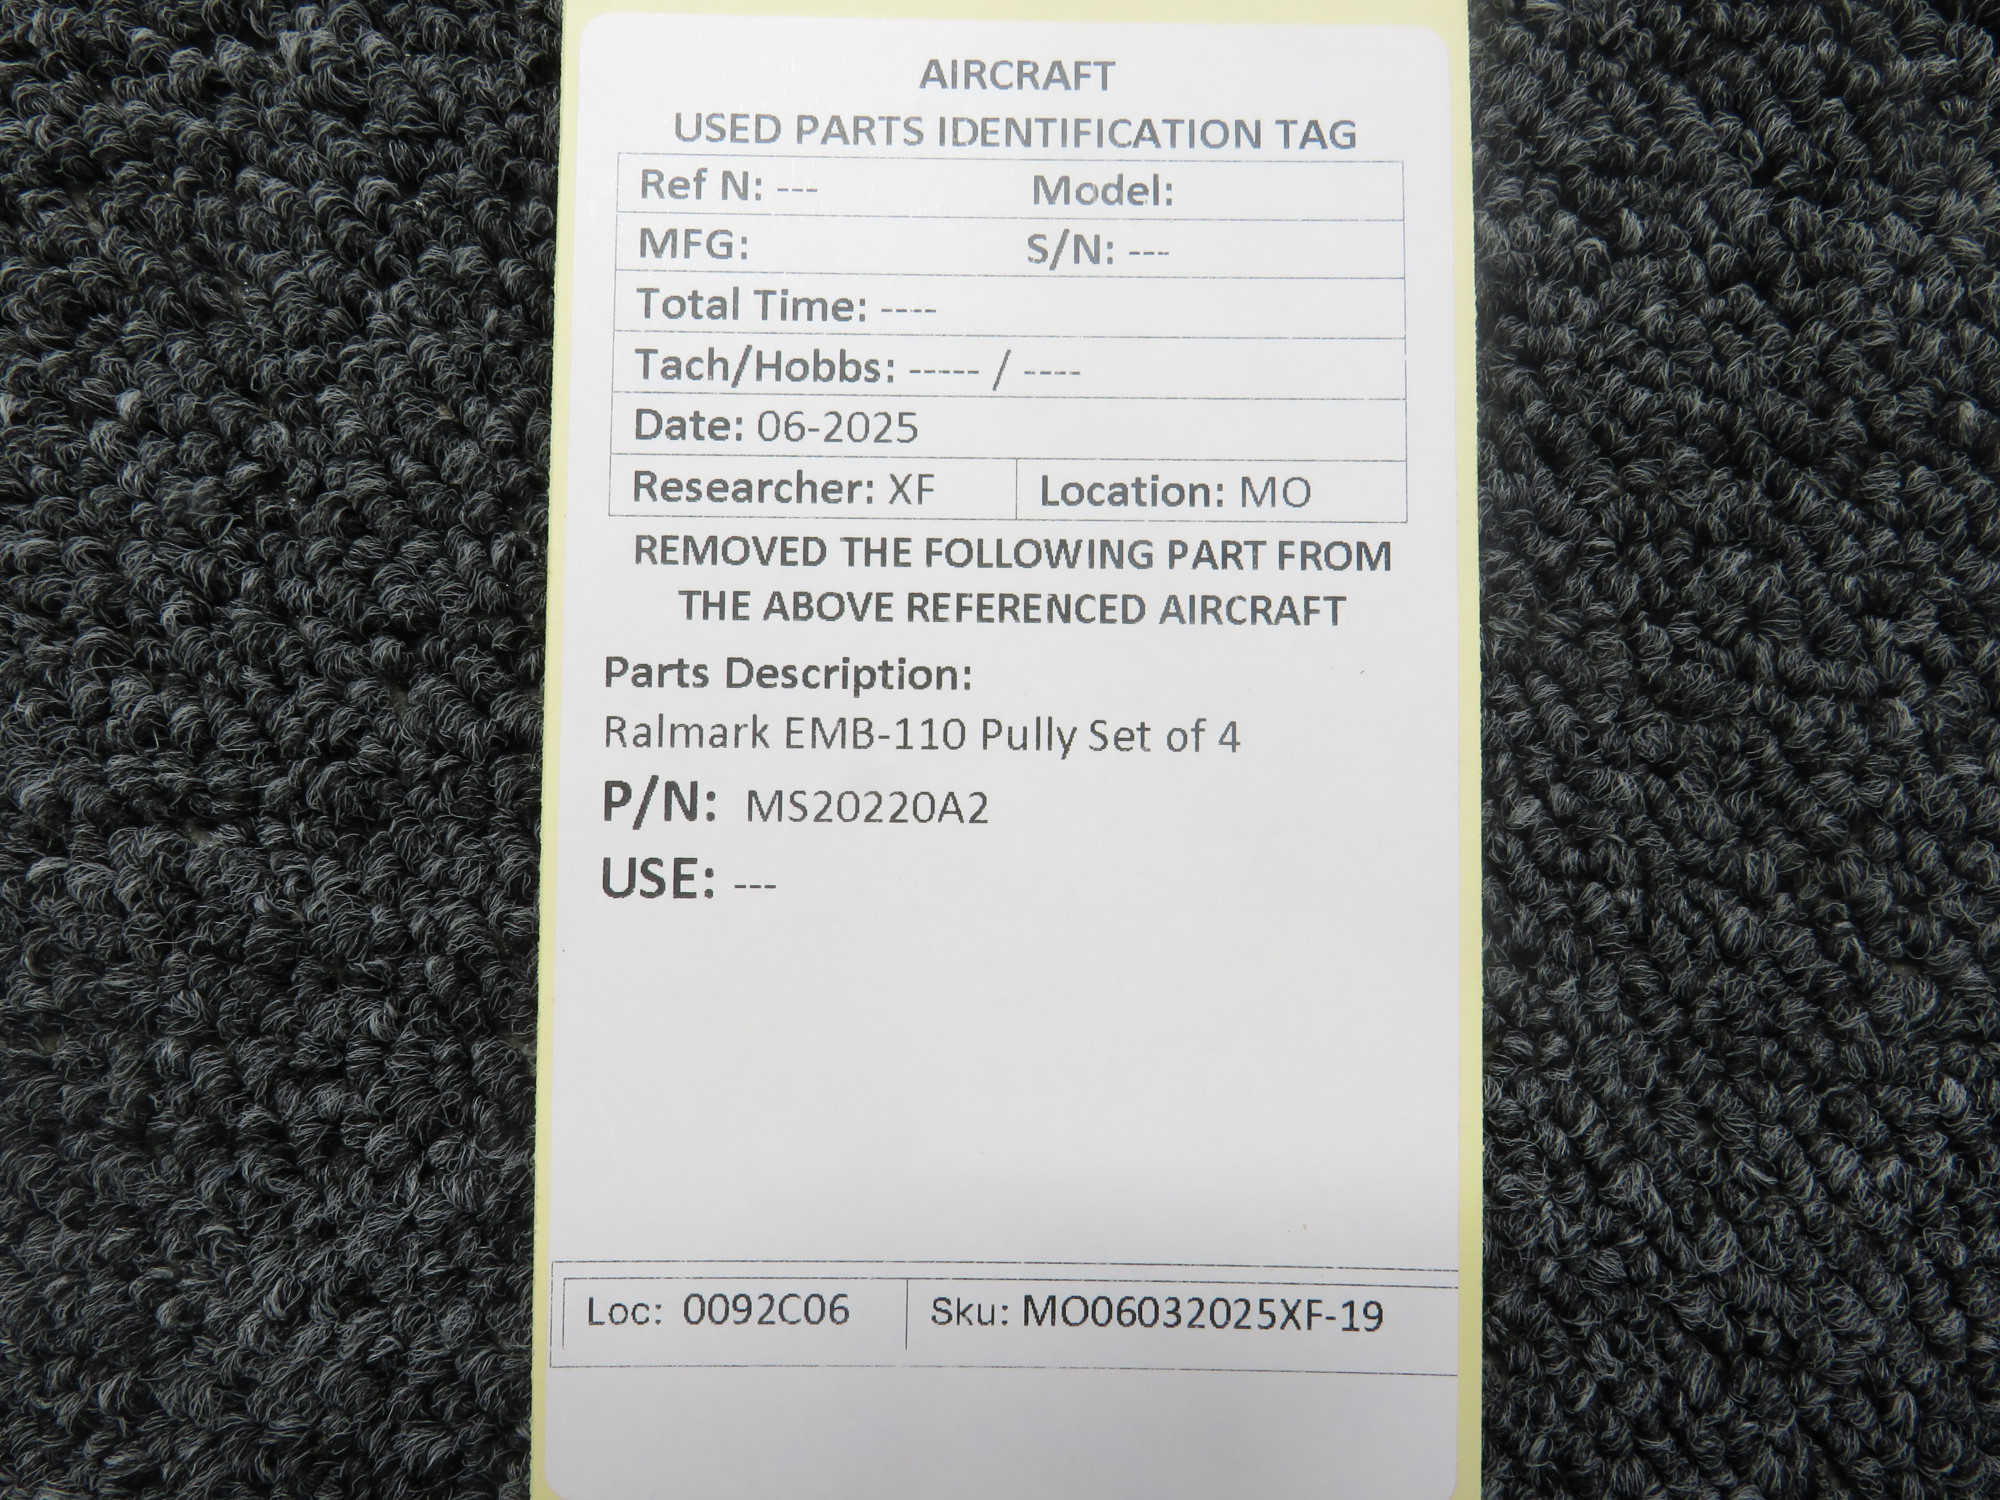 AIRCRAFT
USED PARTS IDENTIFICATION TAG
Ref N: --- Model:
MFG: S/N: ---
Total Time: ----
Tach/Hobbs: ----- / ----
Date: 06-2025
Researcher: XF Location: MO
REMOVED THE FOLLOWING PART FROM
THE ABOVE REFERENCED AIRCRAFT
Parts Description:
Ralmark EMB-110 Pully Set of 4
P/N: MS20220A2
USE: ---
Loc: 0092C06 Sku: MO06032025XF-19